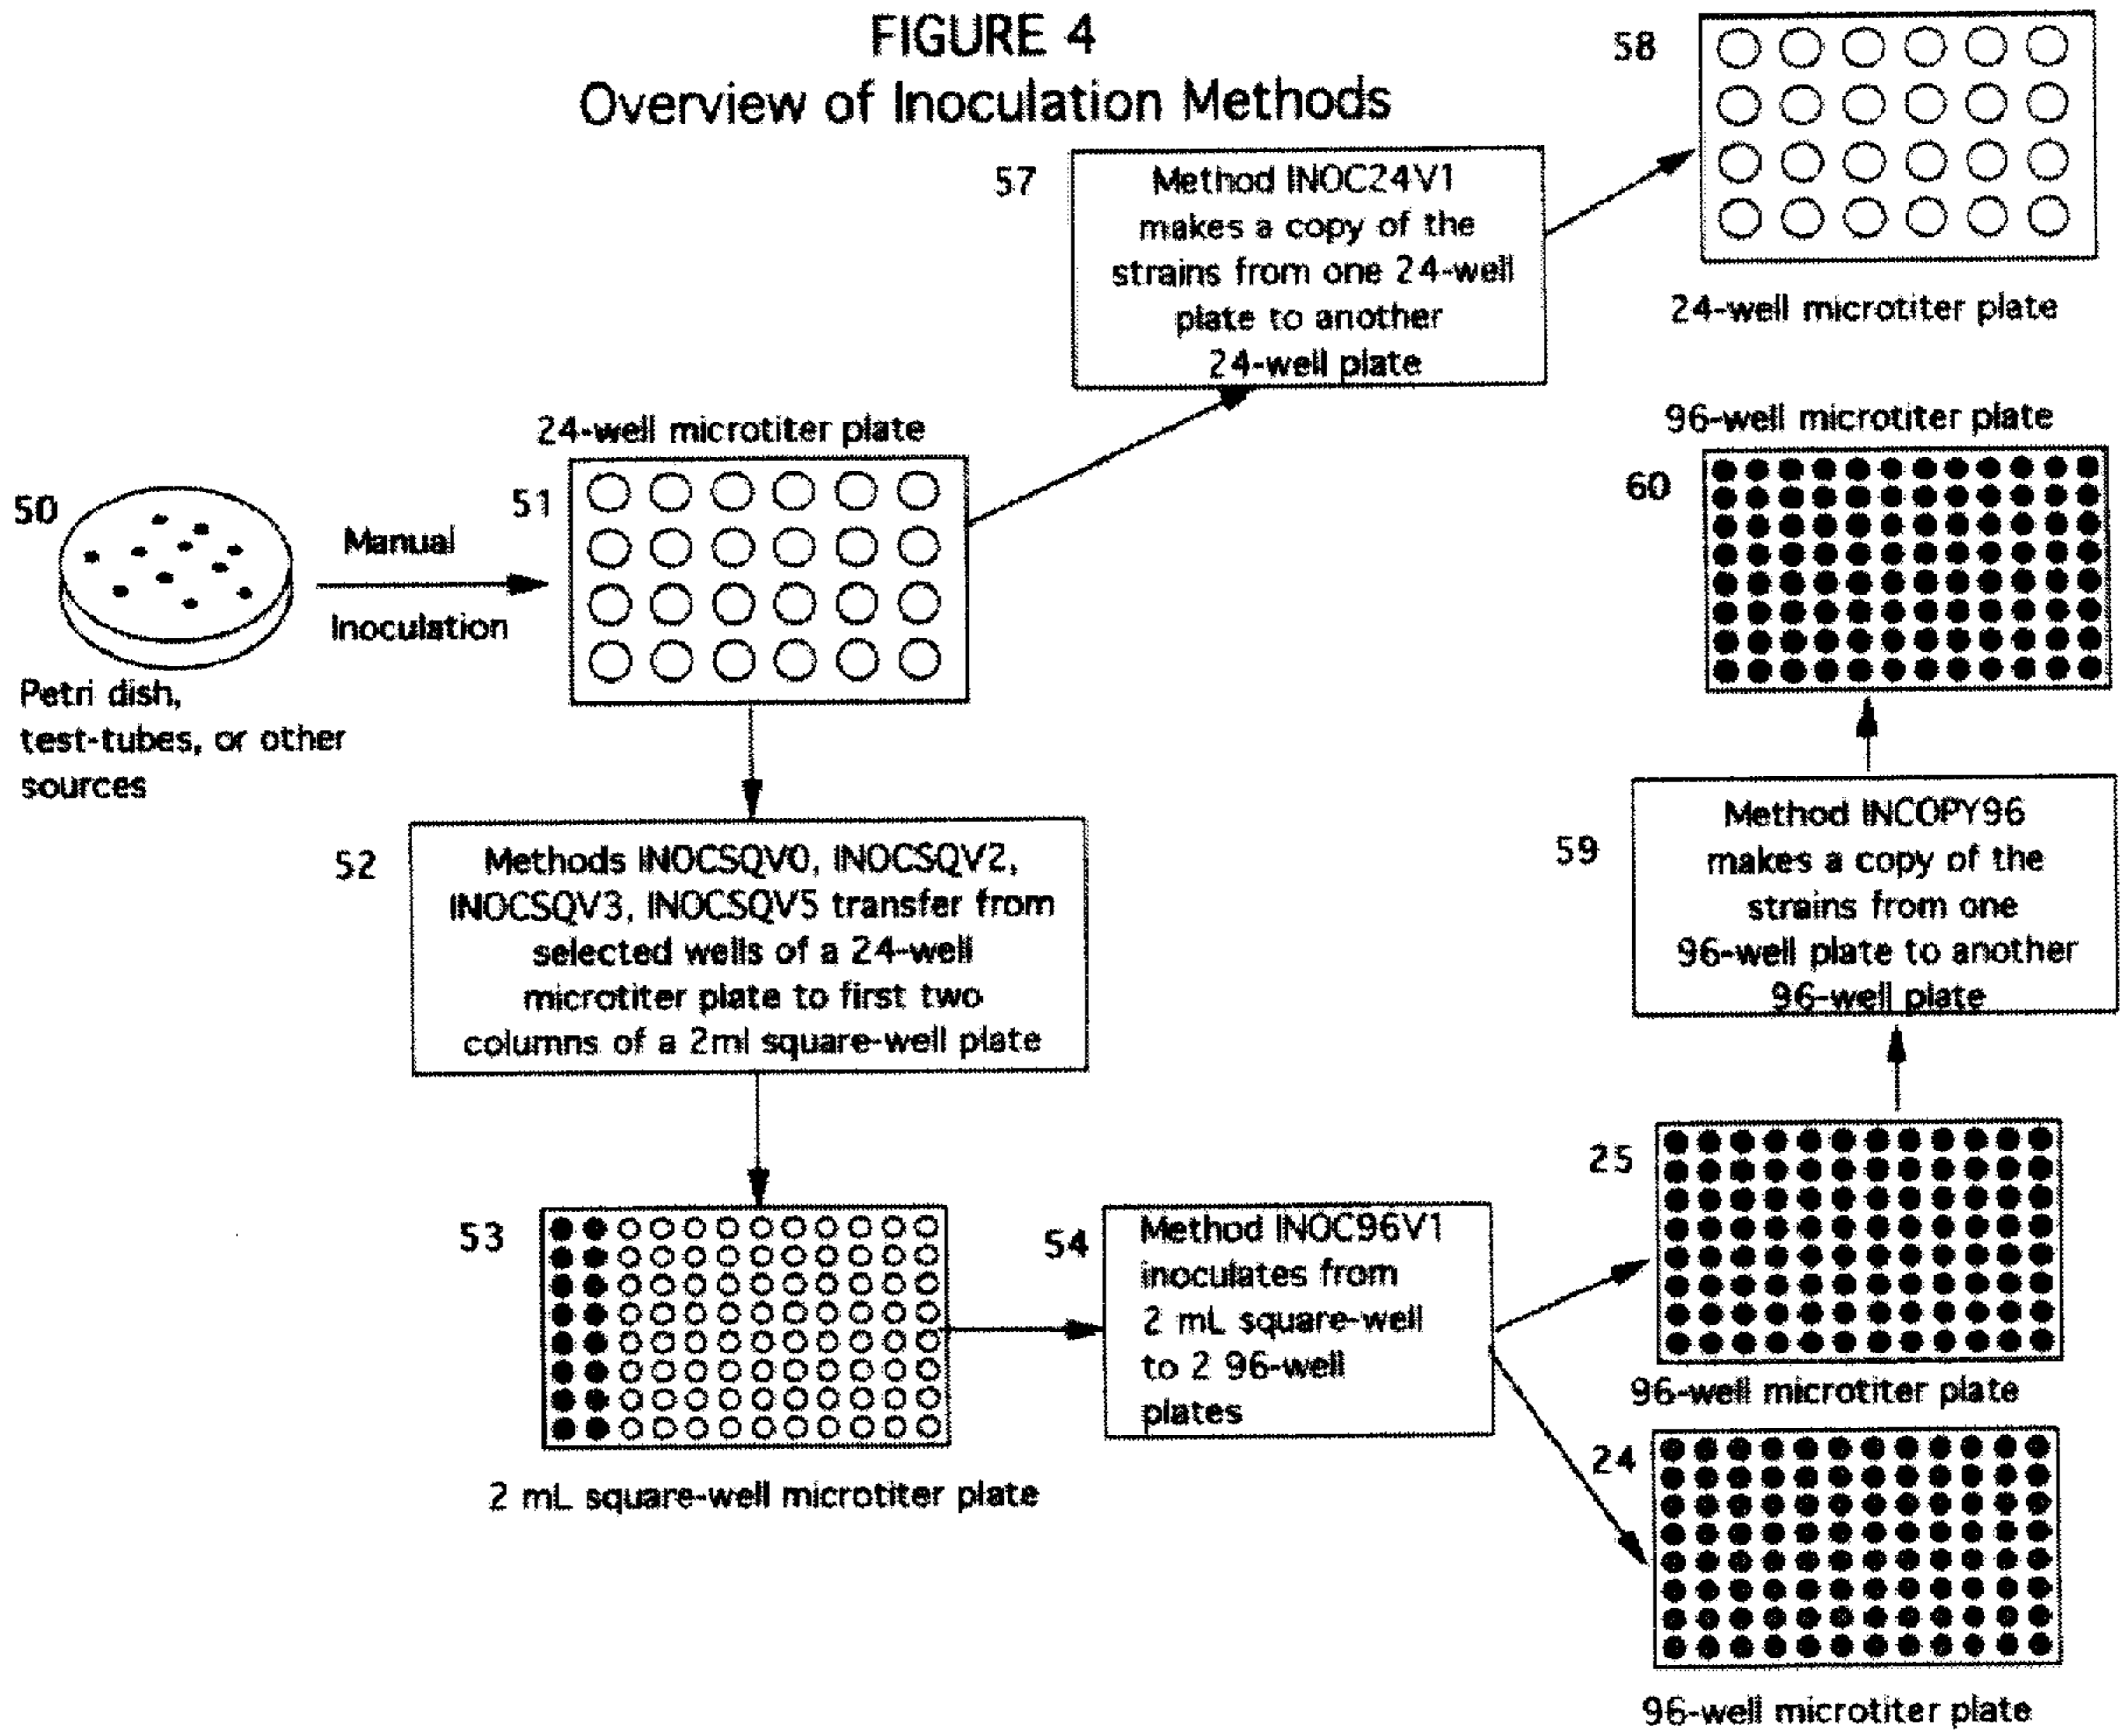 FIGURE 4
Overview of Inoculation Methods
58
24-well microtiter plate
57
Method INOC24V1
makes a copy of the
strains from one 24-well
plate to another
24-well plate
24-well microtiter plate
51
50
Manual
Inoculation
Petri dish,
test-tubes, or other
sources
96-well microtiter plate
60
52
Methods INOCSQV0, INOCSQV2,
INOCSQV3, INOCSQV5 transfer from
selected wells of a 24-well
microtiter plate to first two
columns of a 2ml square-well plate
59
Method INCOPY96
makes a copy of the
strains from one
96-well plate to another
96-well plate
53
2 mL square-well microtiter plate
54
Method INOC96V1
inoculates from
2 mL square-well
to 2 96-well
plates
25
96-well microtiter plate
24
96-well microtiter plate